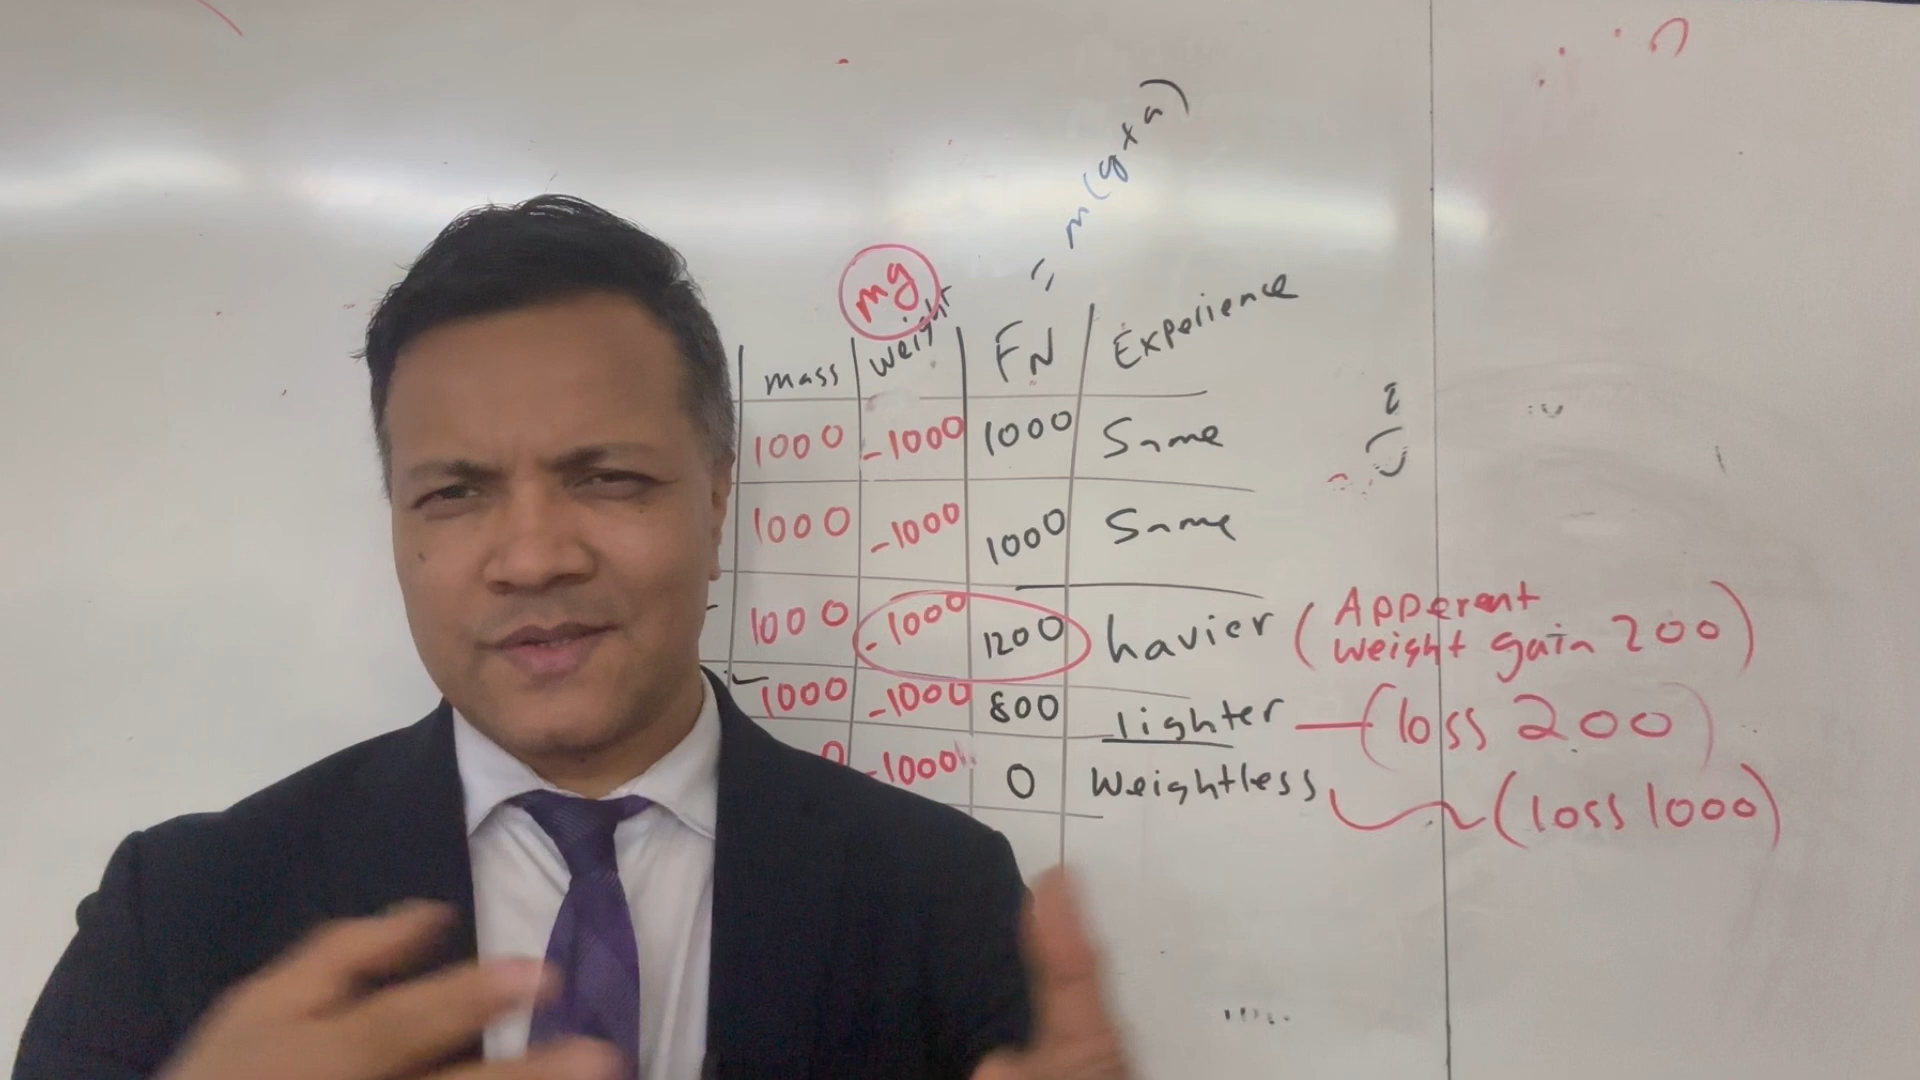 = m(g+a)
mg
mass weight FN Experience
1000 -1000 1000 Same
1000 -1000 1000 Same
1000 -1000 1200 havier (Apperent weight gain 200)
1000 -1000 800 lighter — (loss 200)
0 -1000 0 Weightless (loss 1000)